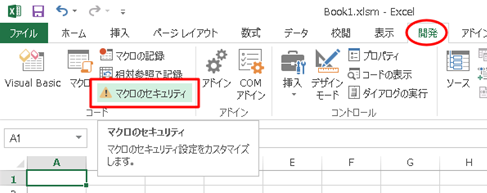 Book1.xlsm - Excel
ファイル ホーム 挿入 ページ レイアウト 数式 データ 校閲 表示 開発 アドイン
Visual Basic マクロ マクロの記録 相対参照で記録 マクロのセキュリティ
コード
アドイン COM アドイン
アドイン
挿入 デザイン モード プロパティ コードの表示 ダイアログの実行
コントロール
ソース
マクロのセキュリティ
マクロのセキュリティ設定をカスタマイズ
します。
A1
A E F G H
1